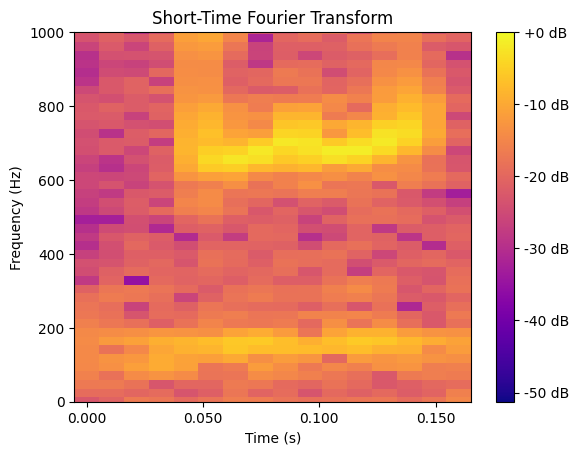 Short-Time Fourier Transform
1000
800
600
400
200
0
Frequency (Hz)
0.000
0.050
0.100
0.150
Time (s)
+0 dB
-10 dB
-20 dB
-30 dB
-40 dB
-50 dB